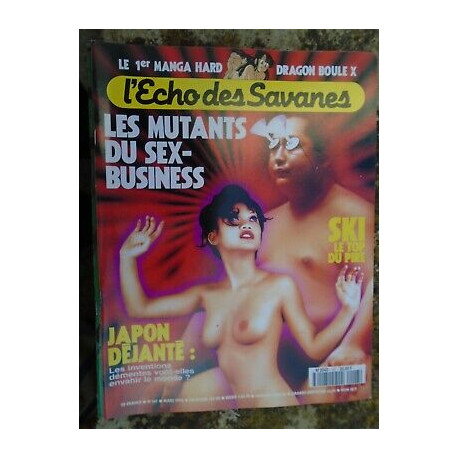 LE 1er MANGA HARD DRAGON BOULE X
l'Echo des Savanes
LES MUTANTS
DU SEX-
BUSINESS
SKI
LE TOP
DU PIRE
JAPON
DÉJANTÉ :
Les inventions
démentes vont-elles
envahir le monde ?